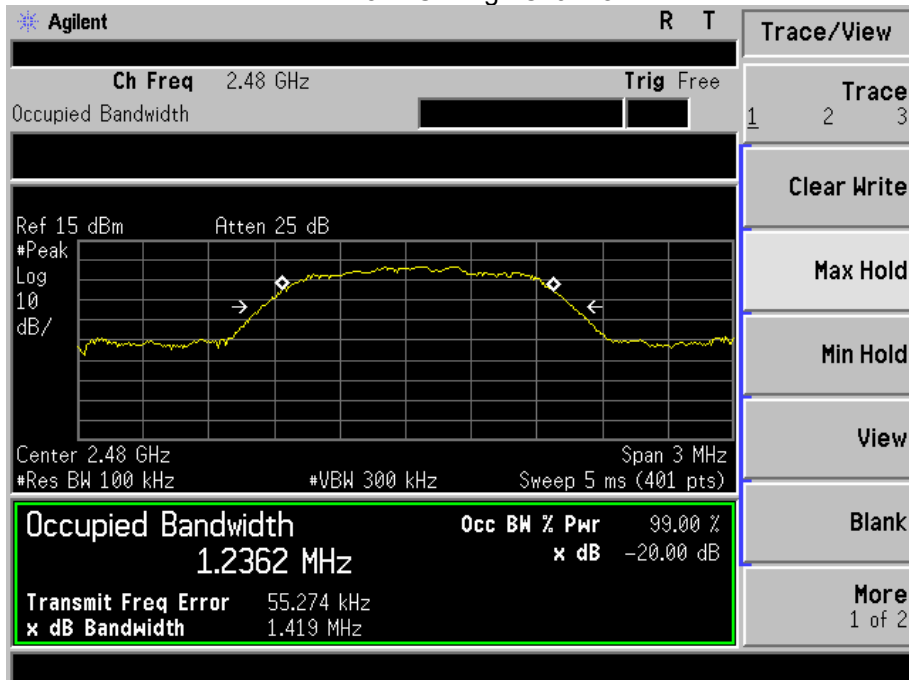 Agilent R T
Ch Freq 2.48 GHz Trig Free
Occupied Bandwidth
Ref 15 dBm Atten 25 dB
#Peak
Log
10
dB/
Center 2.48 GHz Span 3 MHz
#Res BW 100 kHz #VBW 300 kHz Sweep 5 ms (401 pts)
Occupied Bandwidth Occ BW % Pwr 99.00 %
1.2362 MHz x dB -20.00 dB
Transmit Freq Error 55.274 kHz
x dB Bandwidth 1.419 MHz
Trace/View
Trace
1 2 3
Clear Write
Max Hold
Min Hold
View
Blank
More
1 of 2